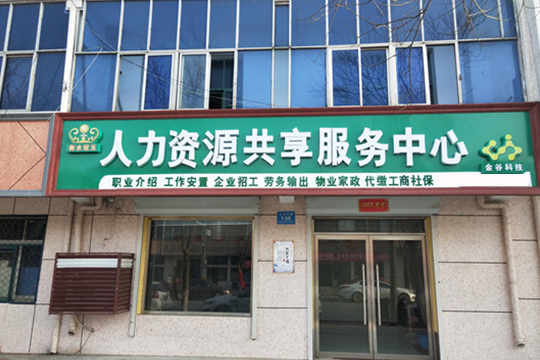 人力资源共享服务中心
金谷科技
职业介绍 工作安置 企业招工 劳务输出 物业家政 代缴工商社保